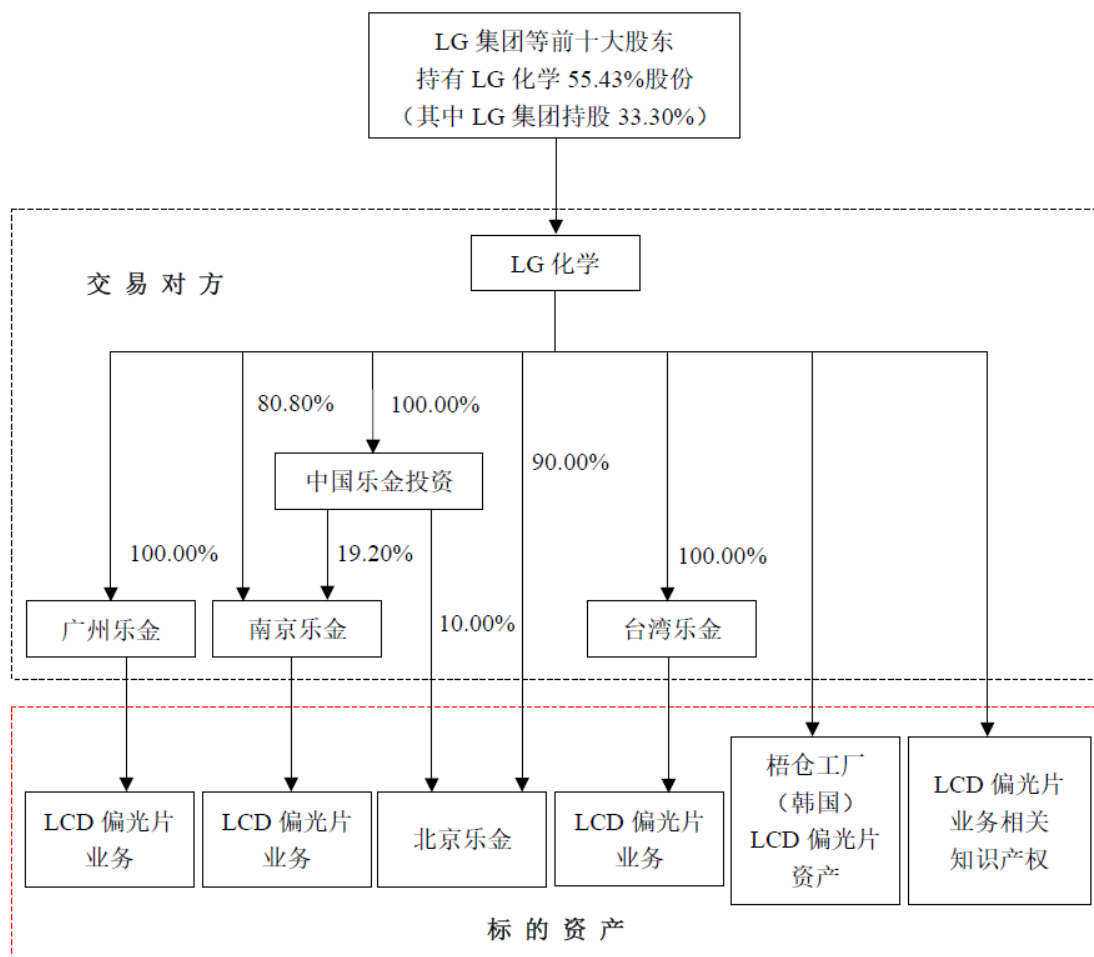 LG 集团等前十大股东
持有 LG 化学 55.43%股份
（其中 LG 集团持股 33.30%）
LG 化学
交 易 对 方
80.80%
100.00%
90.00%
中国乐金投资
100.00%
19.20%
100.00%
广州乐金
南京乐金
10.00%
台湾乐金
LCD 偏光片
业务
LCD 偏光片
业务
北京乐金
LCD 偏光片
业务
梧仓工厂
（韩国）
LCD 偏光片
资产
LCD 偏光片
业务相关
知识产权
标 的 资 产